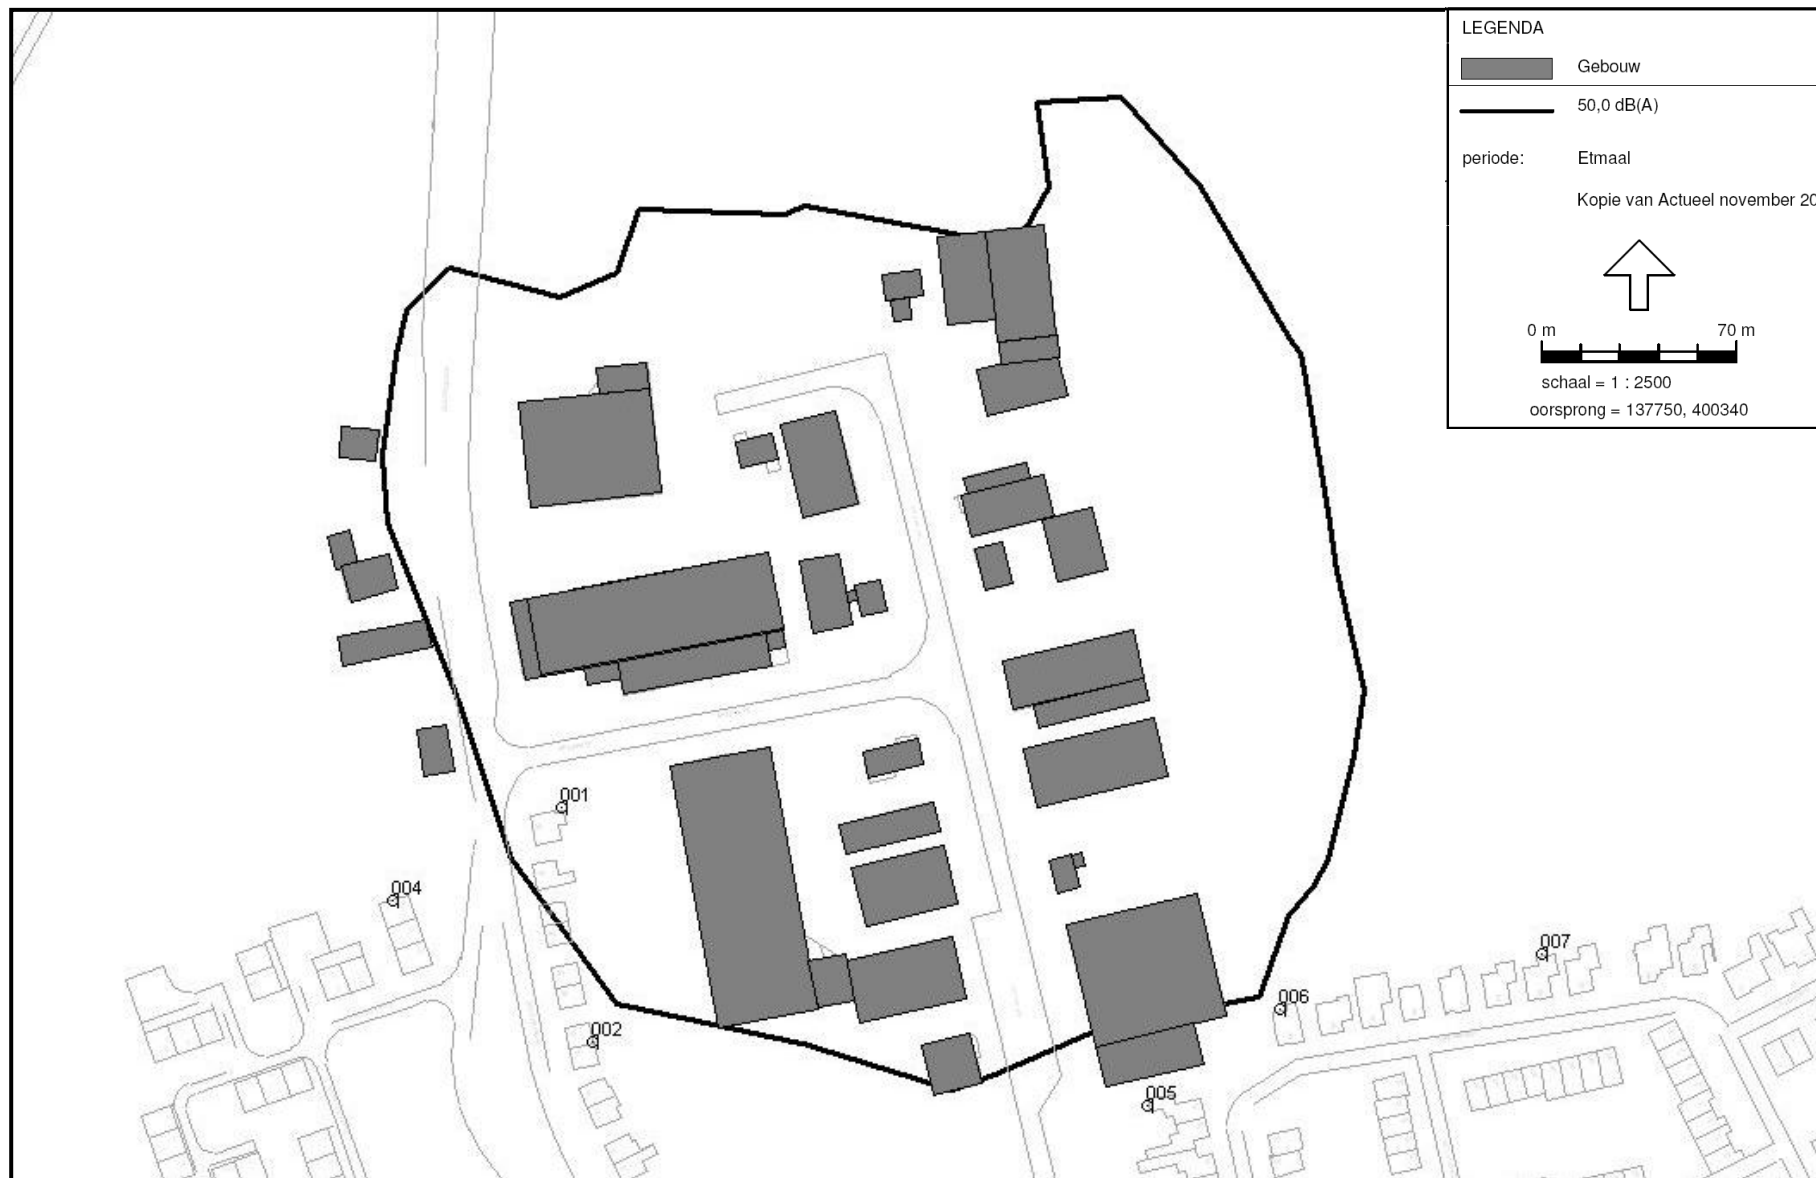 LEGENDA
Gebouw
50,0 dB(A)
periode: Etmaal
Kopie van Actueel november 20
0 m 70 m
schaal = 1 : 2500
oorsprong = 137750, 400340
001
004
002
007
006
005